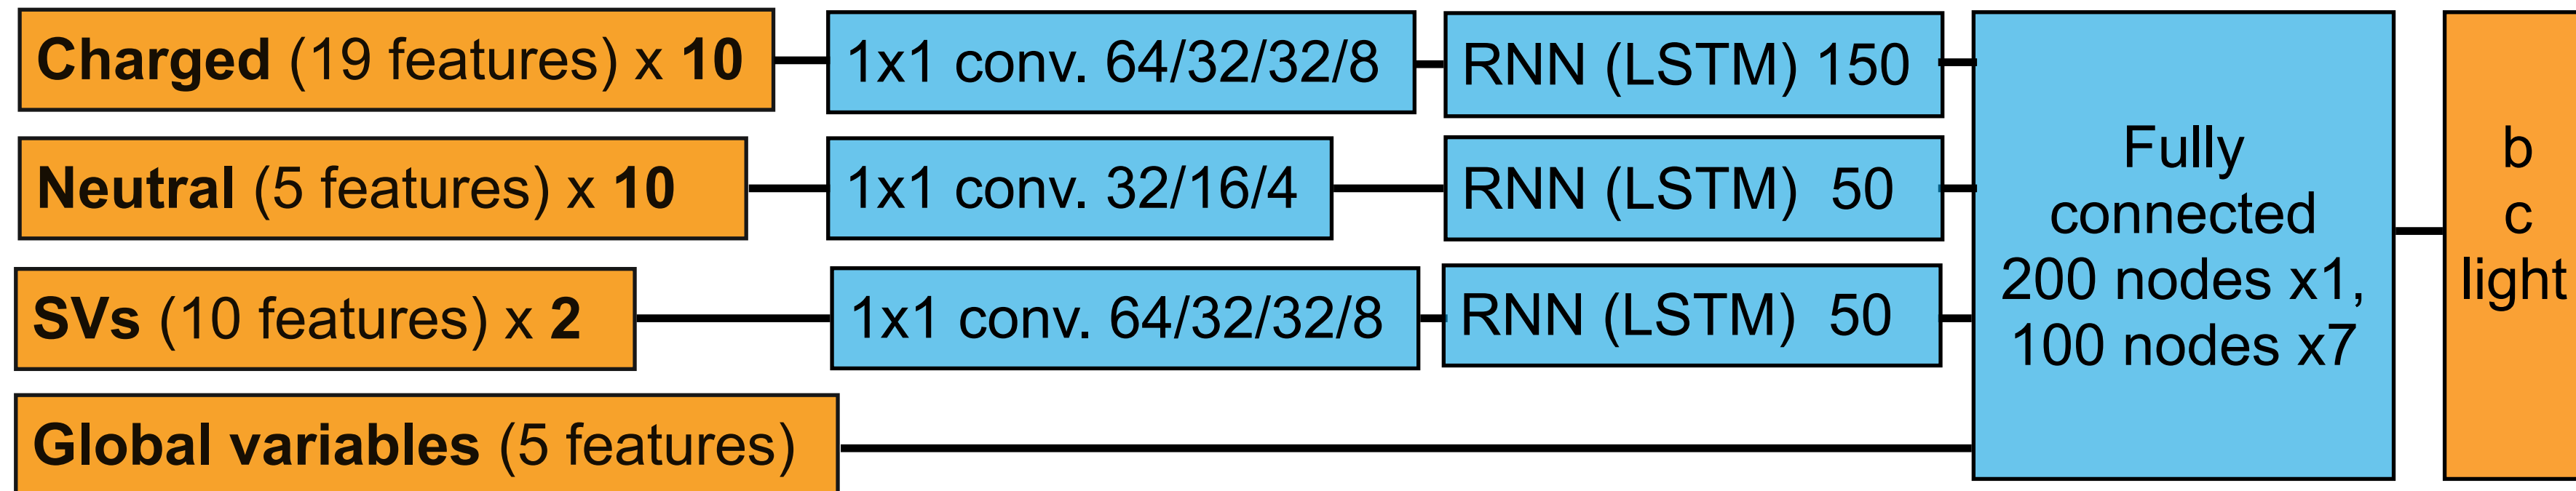 Charged (19 features) x 10
1x1 conv. 64/32/32/8
RNN (LSTM) 150
Neutral (5 features) x 10
1x1 conv. 32/16/4
RNN (LSTM) 50
SVs (10 features) x 2
1x1 conv. 64/32/32/8
RNN (LSTM) 50
Global variables (5 features)
Fully
connected
200 nodes x1,
100 nodes x7
b
c
light